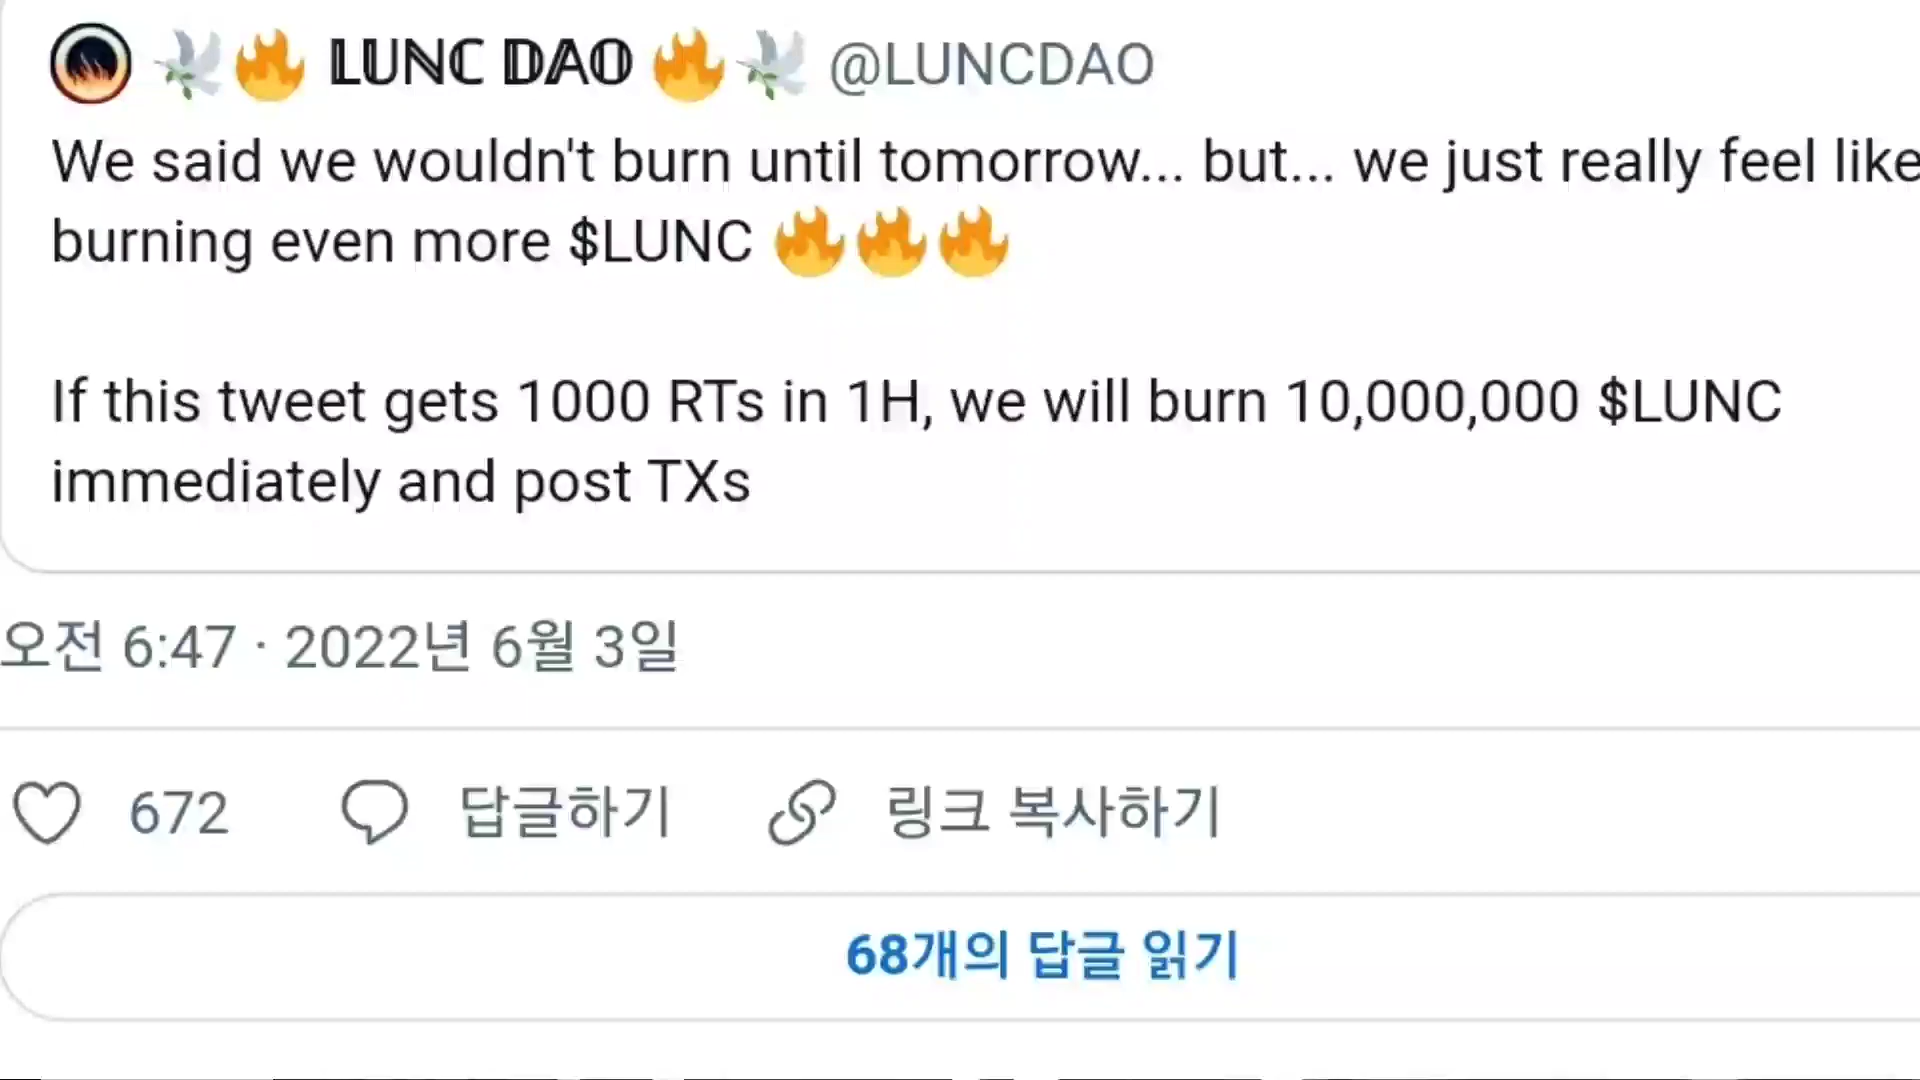 🕊🔥 𝕃𝕌ℕℂ 𝔻𝔸𝕆 🔥🕊 @LUNCDAO
We said we wouldn't burn until tomorrow... but... we just really feel like
burning even more $LUNC 🔥🔥🔥
If this tweet gets 1000 RTs in 1H, we will burn 10,000,000 $LUNC
immediately and post TXs
오전 6:47 · 2022년 6월 3일
672 답글하기 링크 복사하기
68개의 답글 읽기